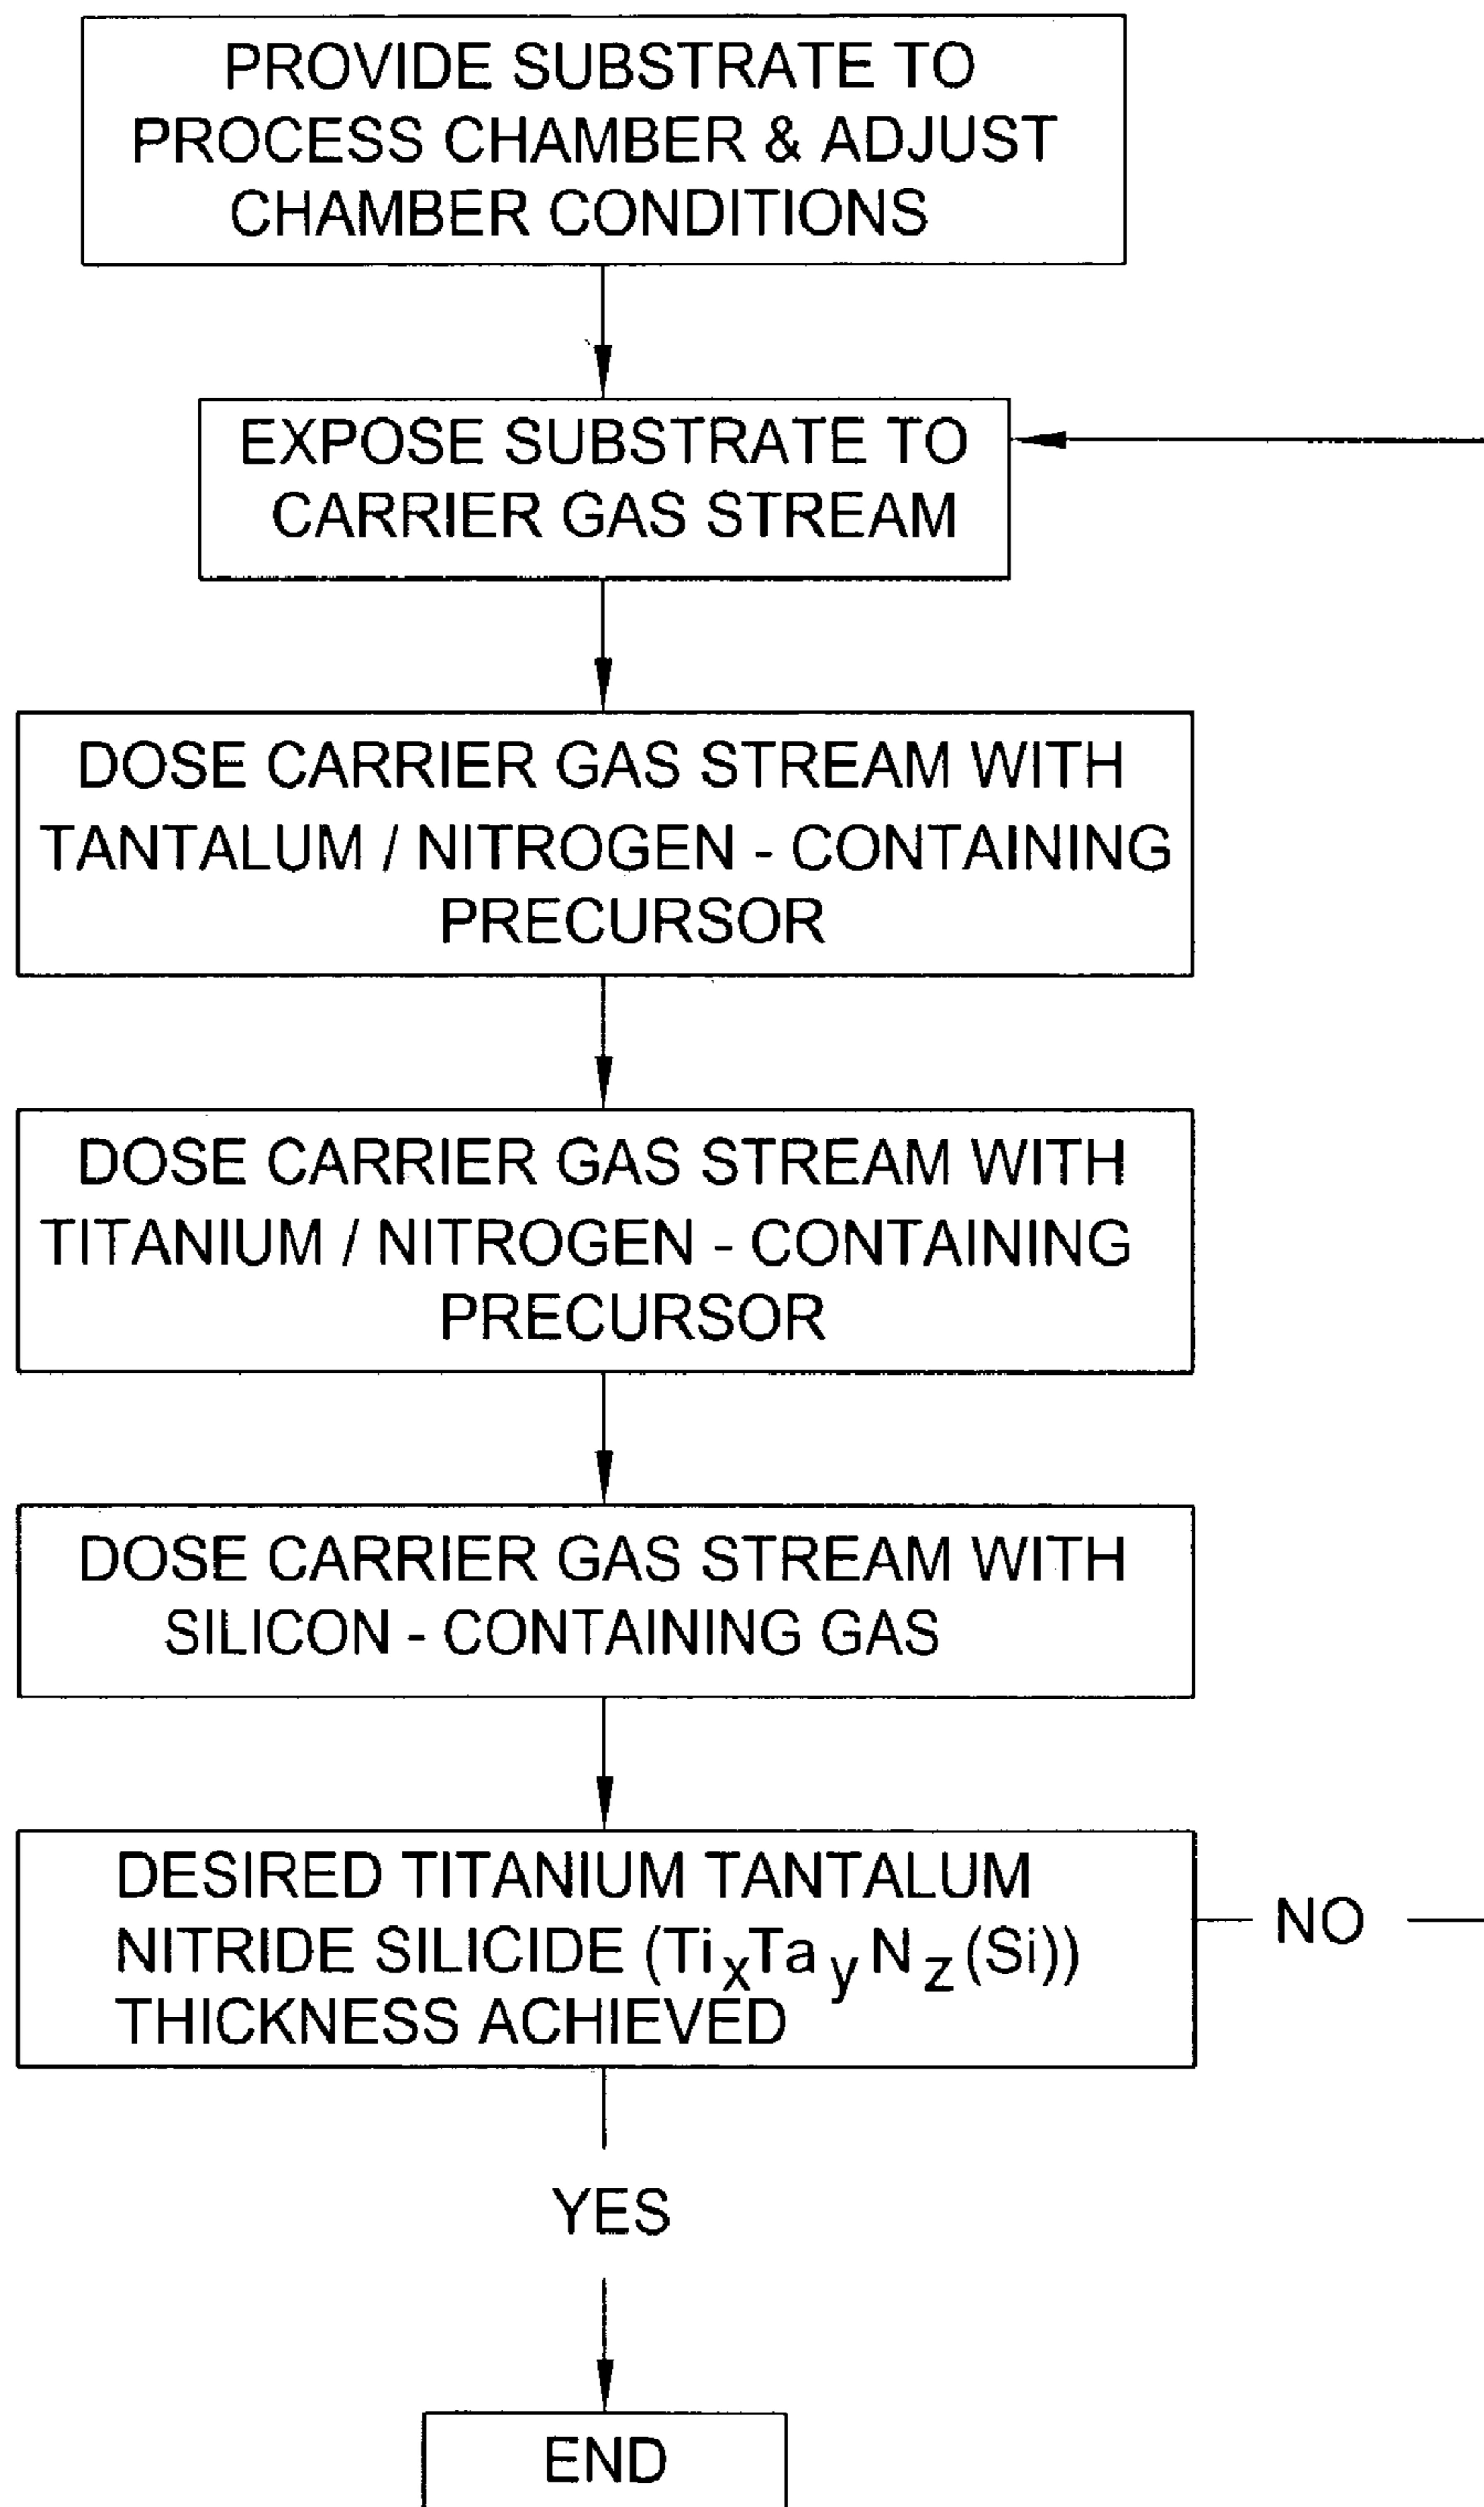 PROVIDE SUBSTRATE TO
PROCESS CHAMBER & ADJUST
CHAMBER CONDITIONS
EXPOSE SUBSTRATE TO
CARRIER GAS STREAM
DOSE CARRIER GAS STREAM WITH
TANTALUM / NITROGEN - CONTAINING
PRECURSOR
DOSE CARRIER GAS STREAM WITH
TITANIUM / NITROGEN - CONTAINING
PRECURSOR
DOSE CARRIER GAS STREAM WITH
SILICON - CONTAINING GAS
DESIRED TITANIUM TANTALUM
NITRIDE SILICIDE (TixTayNz(Si))
THICKNESS ACHIEVED
NO
YES
END